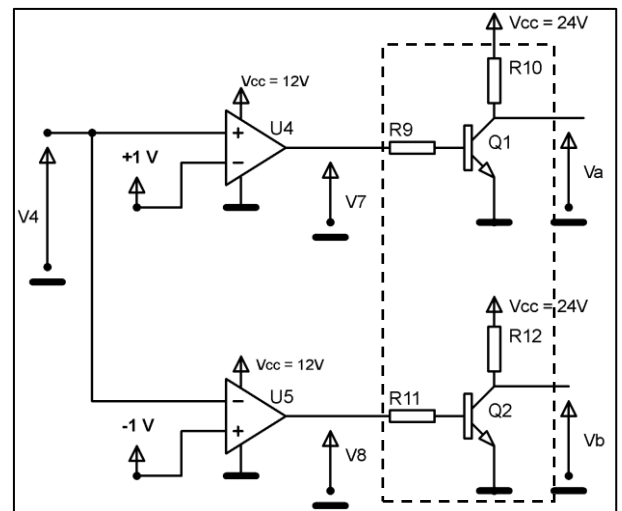 Vcc = 24V
R10
Vcc = 12V
U4
+
−
R9
Q1
+1 V
V4
V7
Va
Vcc = 24V
R12
Vcc = 12V
U5
−
+
R11
Q2
-1 V
V8
Vb